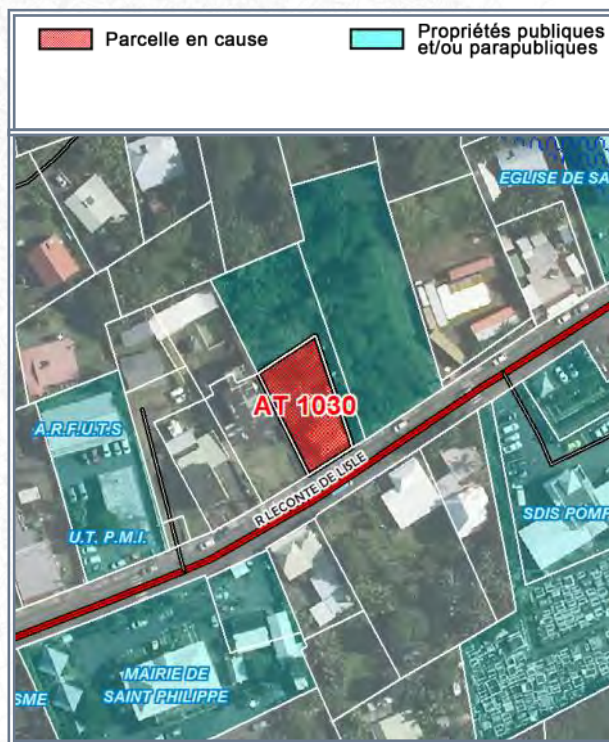 Parcelle en cause
Propriétés publiques
et/ou parapubliques
EGLISE DE SA
AT 1030
A.R.F.U.T.S
R LECONTE DE LISLE
SDIS POMP
U.T. P.M.I.
MAIRIE DE
SAINT PHILIPPE
SME